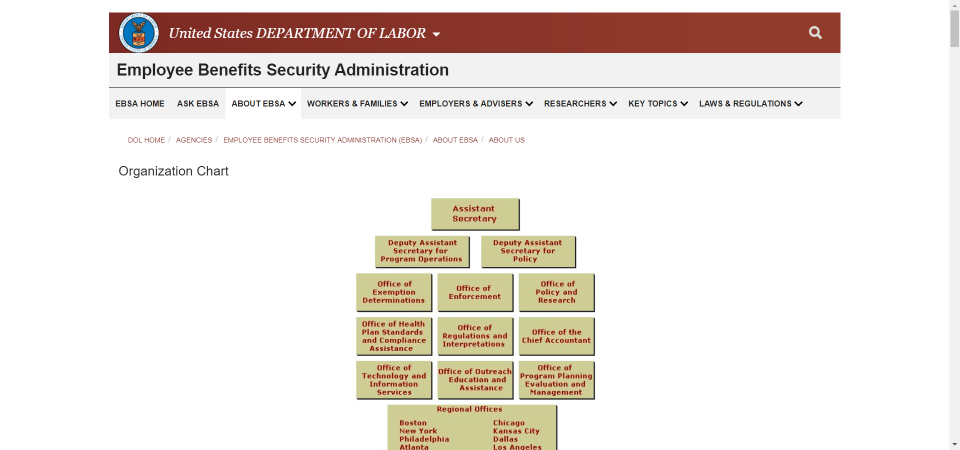 United States DEPARTMENT OF LABOR
Employee Benefits Security Administration
EBSA HOME ASK EBSA ABOUT EBSA WORKERS & FAMILIES EMPLOYERS & ADVISERS RESEARCHERS KEY TOPICS LAWS & REGULATIONS
DOL HOME / AGENCIES / EMPLOYEE BENEFITS SECURITY ADMINISTRATION (EBSA) / ABOUT EBSA / ABOUT US
Organization Chart
Assistant
Secretary
Deputy Assistant
Secretary for
Program Operations
Deputy Assistant
Secretary for
Policy
Office of
Exemption
Determinations
Office of
Enforcement
Office of
Policy and
Research
Office of Health
Plan Standards
and Compliance
Assistance
Office of
Regulations and
Interpretations
Office of the
Chief Accountant
Office of
Technology and
Information
Services
Office of Outreach
Education and
Assistance
Office of
Program Planning
Evaluation and
Management
Regional Offices
Boston Chicago
New York Kansas City
Philadelphia Dallas
Atlanta Los Angeles